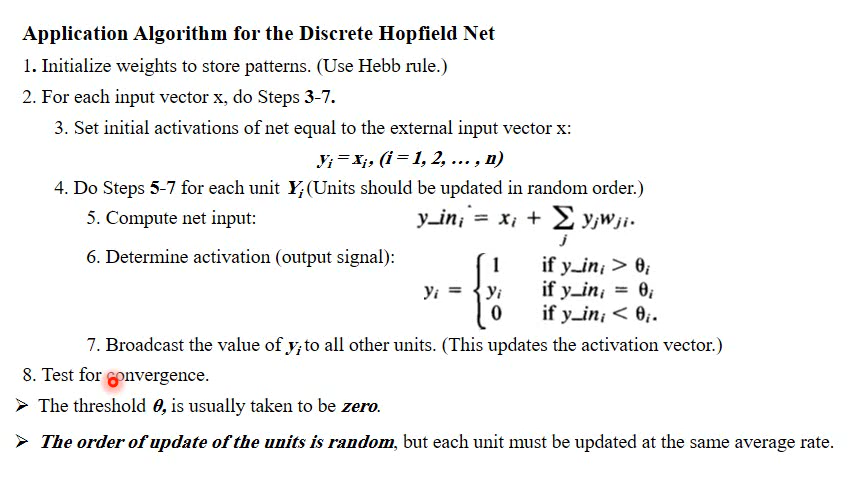 Application Algorithm for the Discrete Hopfield Net
1. Initialize weights to store patterns. (Use Hebb rule.)
2. For each input vector x, do Steps 3-7.
3. Set initial activations of net equal to the external input vector x:
yᵢ = xᵢ, (i = 1, 2, … , n)
4. Do Steps 5-7 for each unit Yᵢ (Units should be updated in random order.)
5. Compute net input: y_inᵢ = xᵢ + ∑ⱼ yⱼwⱼᵢ.
6. Determine activation (output signal):
yᵢ = { 1 if y_inᵢ > θᵢ
yᵢ if y_inᵢ = θᵢ
0 if y_inᵢ < θᵢ.
7. Broadcast the value of yᵢ to all other units. (This updates the activation vector.)
8. Test for convergence.
➢ The threshold θᵢ is usually taken to be zero.
➢ The order of update of the units is random, but each unit must be updated at the same average rate.